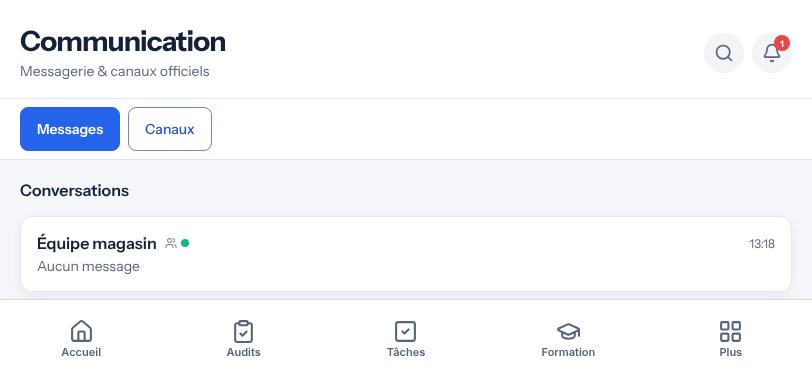 Communication
Messagerie & canaux officiels
1
Messages
Canaux
Conversations
Équipe magasin
13:18
Aucun message
Accueil
Audits
Tâches
Formation
Plus